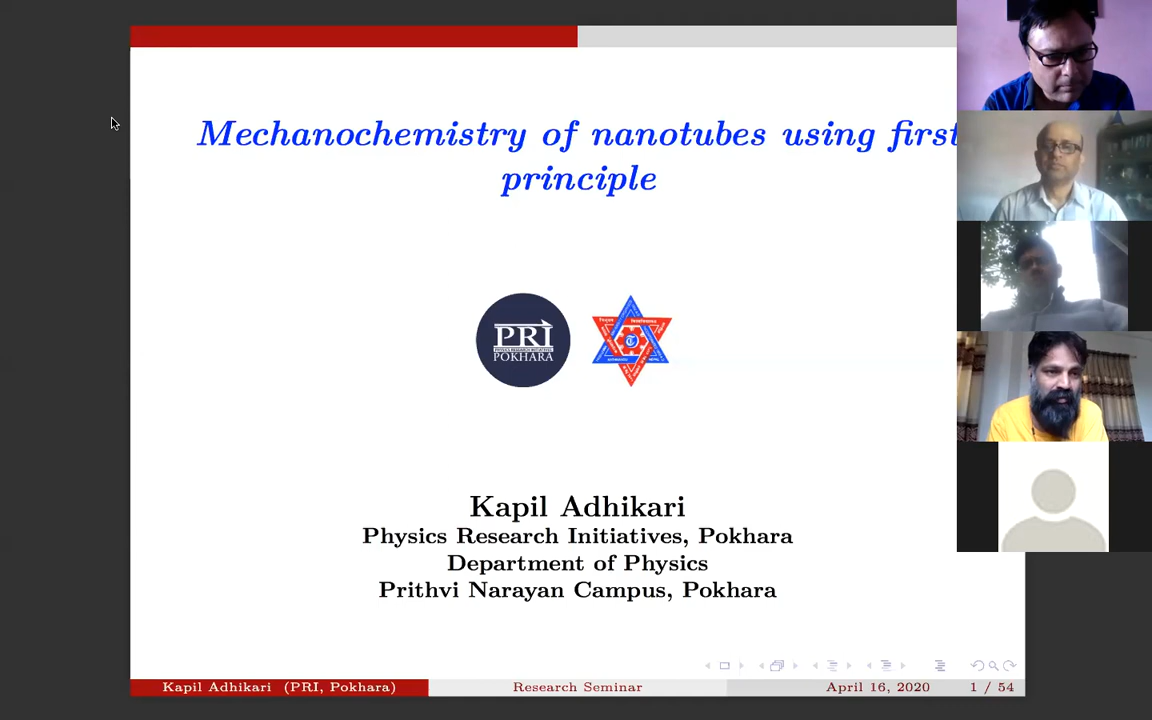 Mechanochemistry of nanotubes using first
principle
PRI
POKHARA
Kapil Adhikari
Physics Research Initiatives, Pokhara
Department of Physics
Prithvi Narayan Campus, Pokhara
Kapil Adhikari (PRI, Pokhara) Research Seminar April 16, 2020 1 / 54